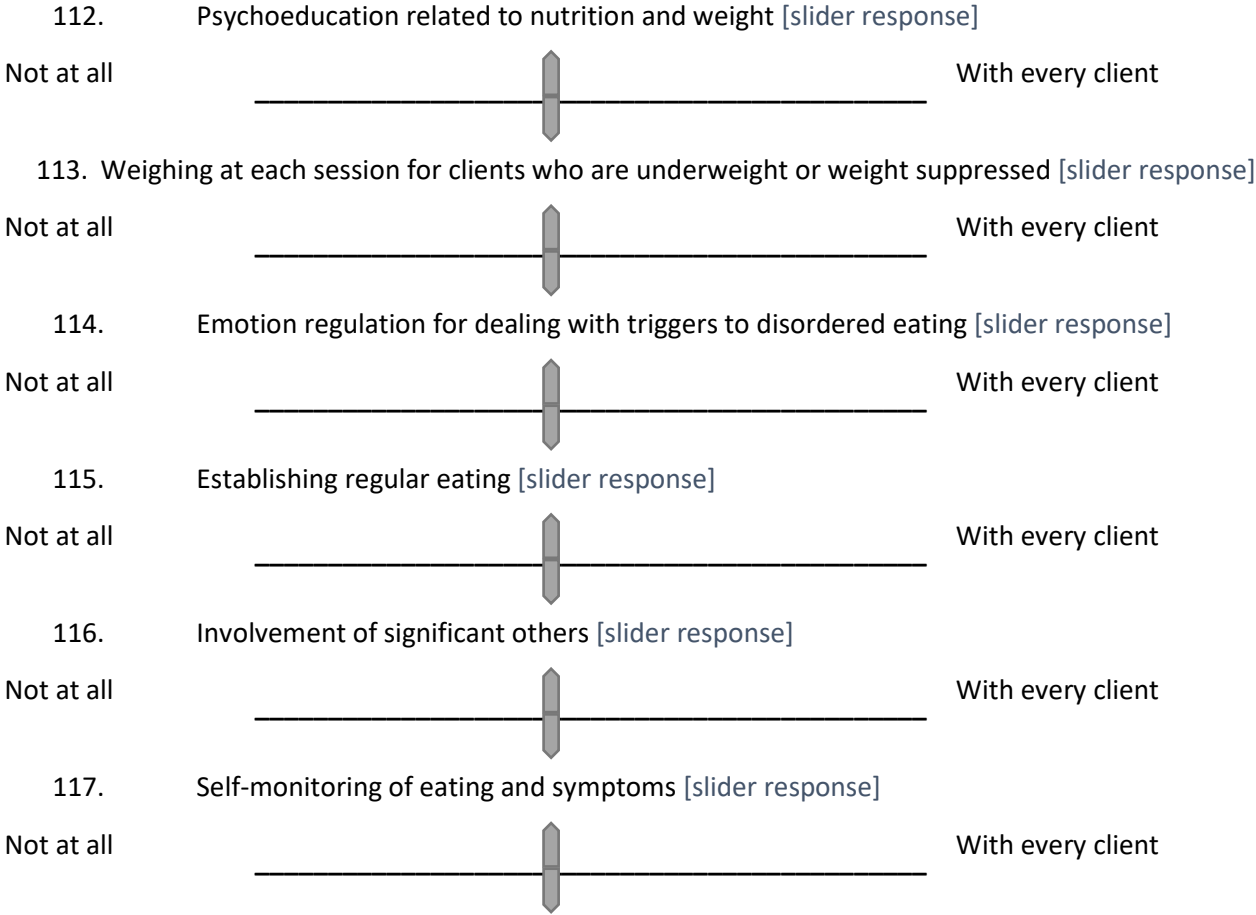 112. Psychoeducation related to nutrition and weight [slider response]
Not at all With every client
113. Weighing at each session for clients who are underweight or weight suppressed [slider response]
Not at all With every client
114. Emotion regulation for dealing with triggers to disordered eating [slider response]
Not at all With every client
115. Establishing regular eating [slider response]
Not at all With every client
116. Involvement of significant others [slider response]
Not at all With every client
117. Self-monitoring of eating and symptoms [slider response]
Not at all With every client